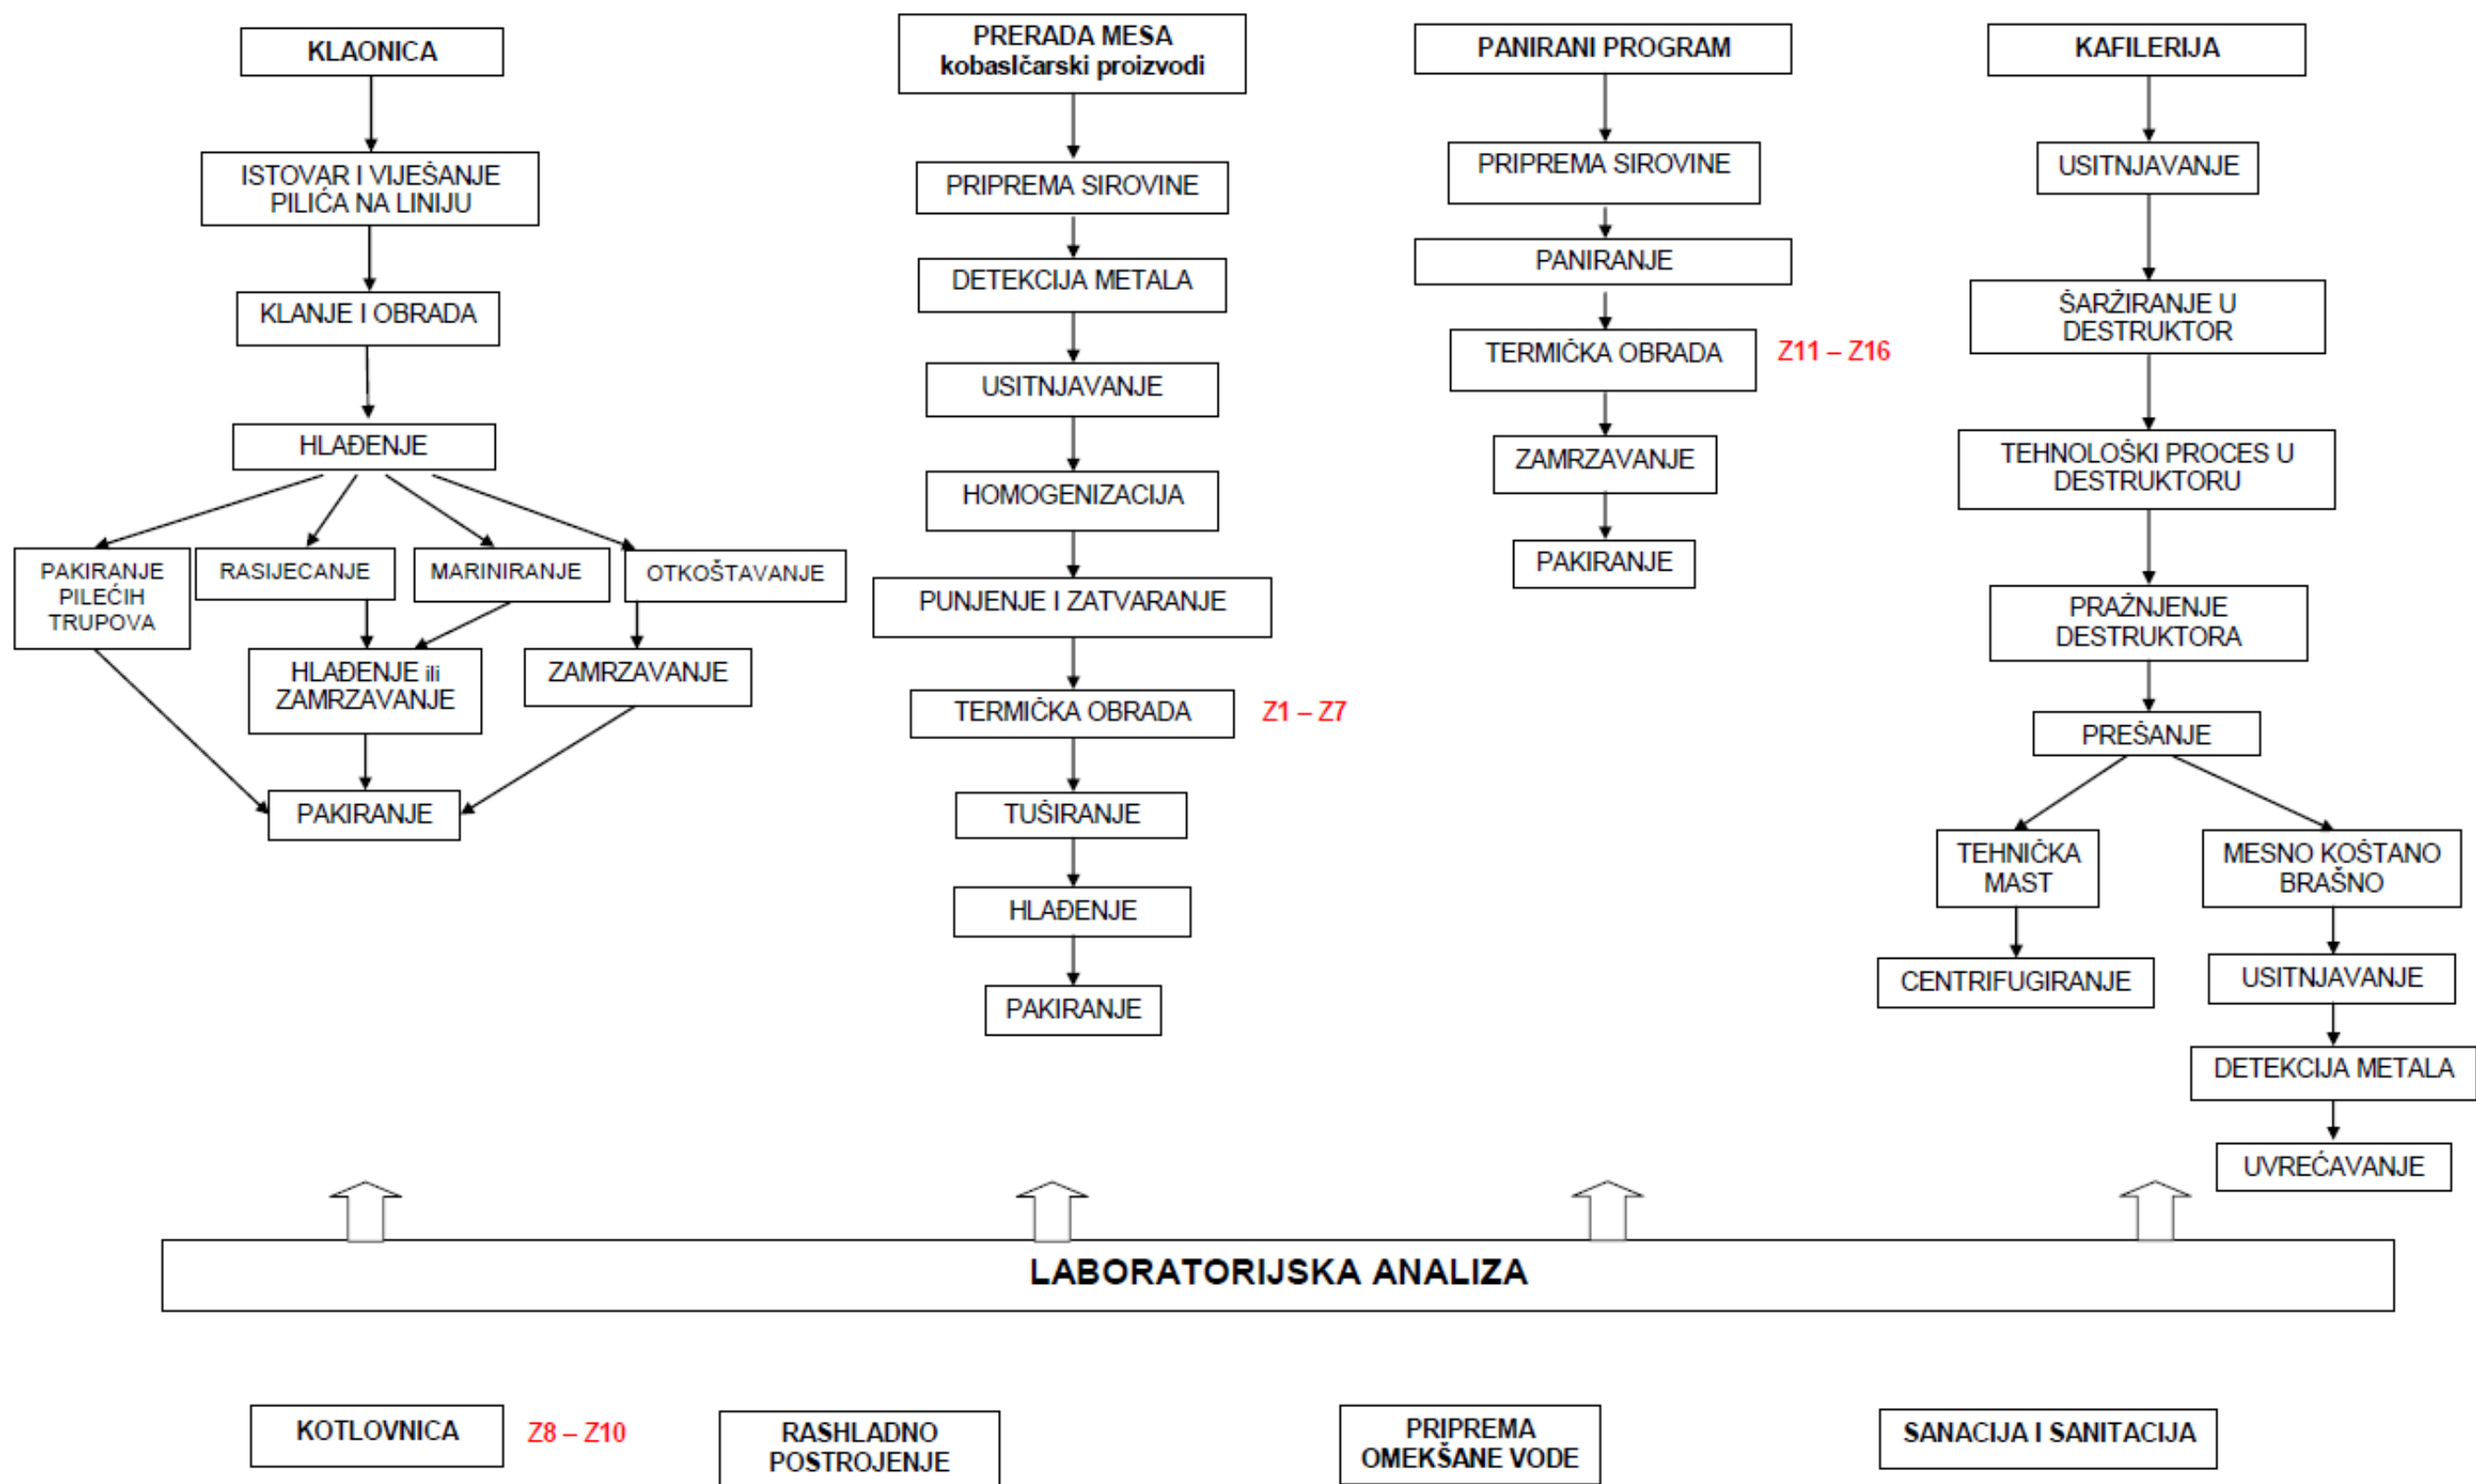 KLAONICA
ISTOVAR I VIJEŠANJE
PILIĆA NA LINIJU
KLANJE I OBRADA
HLAĐENJE
PAKIRANJE
PILEĆIH
TRUPOVA
RASIJECANJE
MARINIRANJE
OTKOŠTAVANJE
HLAĐENJE ili
ZAMRZAVANJE
ZAMRZAVANJE
PAKIRANJE
PRERADA MESA
kobasIčarski proizvodi
PRIPREMA SIROVINE
DETEKCIJA METALA
USITNJAVANJE
HOMOGENIZACIJA
PUNJENJE I ZATVARANJE
TERMIČKA OBRADA
Z1 – Z7
TUŠIRANJE
HLAĐENJE
PAKIRANJE
PANIRANI PROGRAM
PRIPREMA SIROVINE
PANIRANJE
TERMIČKA OBRADA
Z11 – Z16
ZAMRZAVANJE
PAKIRANJE
KAFILERIJA
USITNJAVANJE
ŠARŽIRANJE U
DESTRUKTOR
TEHNOLOŠKI PROCES U
DESTRUKTORU
PRAŽNJENJE
DESTRUKTORA
PREŠANJE
TEHNIČKA
MAST
CENTRIFUGIRANJE
MESNO KOŠTANO
BRAŠNO
USITNJAVANJE
DETEKCIJA METALA
UVREĆAVANJE
LABORATORIJSKA ANALIZA
KOTLOVNICA
Z8 – Z10
RASHLADNO
POSTROJENJE
PRIPREMA
OMEKŠANE VODE
SANACIJA I SANITACIJA